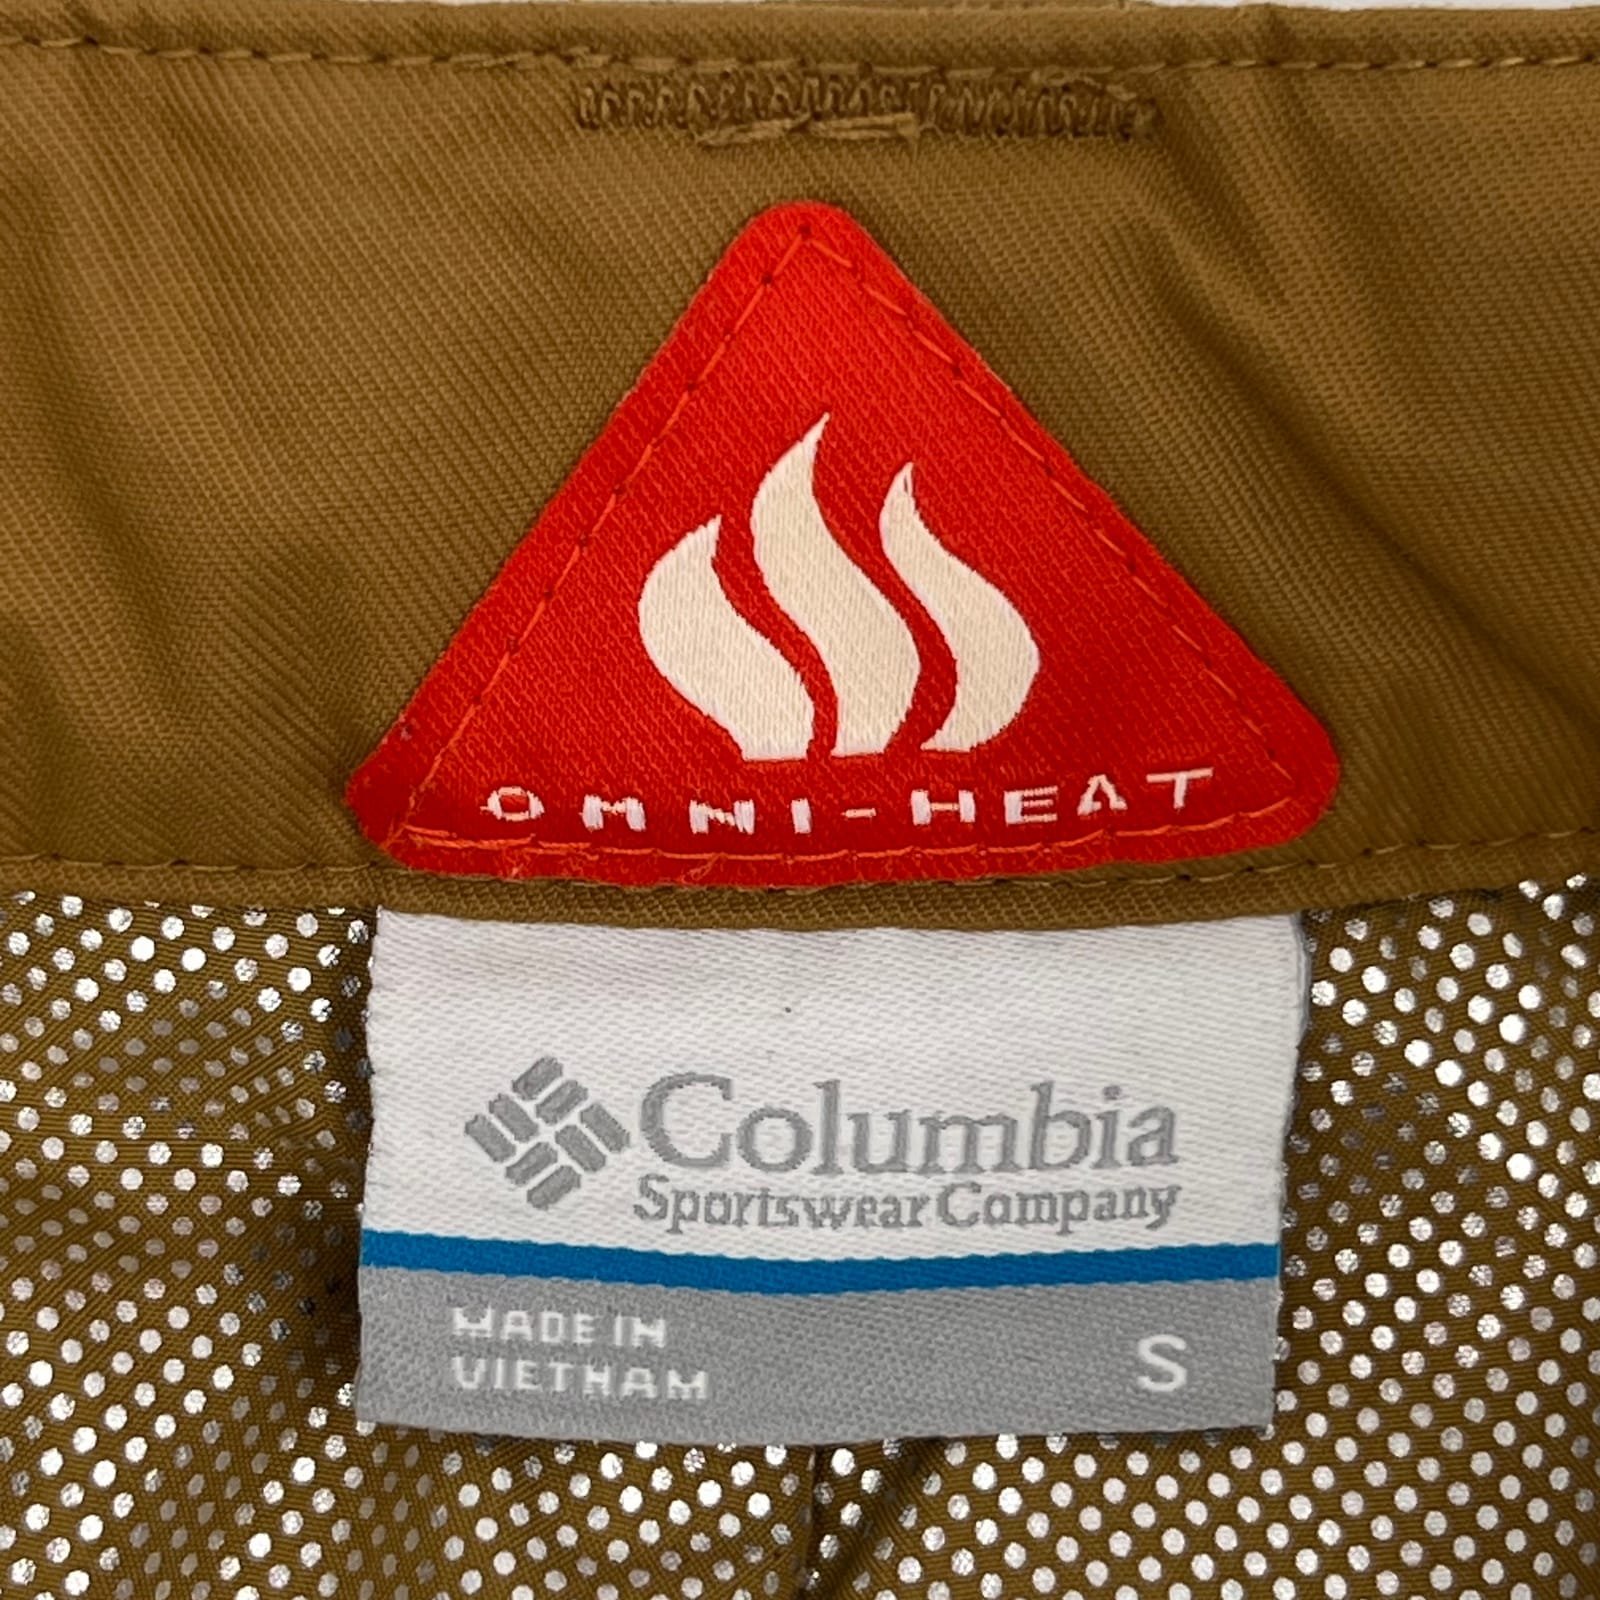 OMNI-HEAT
Columbia
Sportswear Company
MADE IN
VIETNAM
S